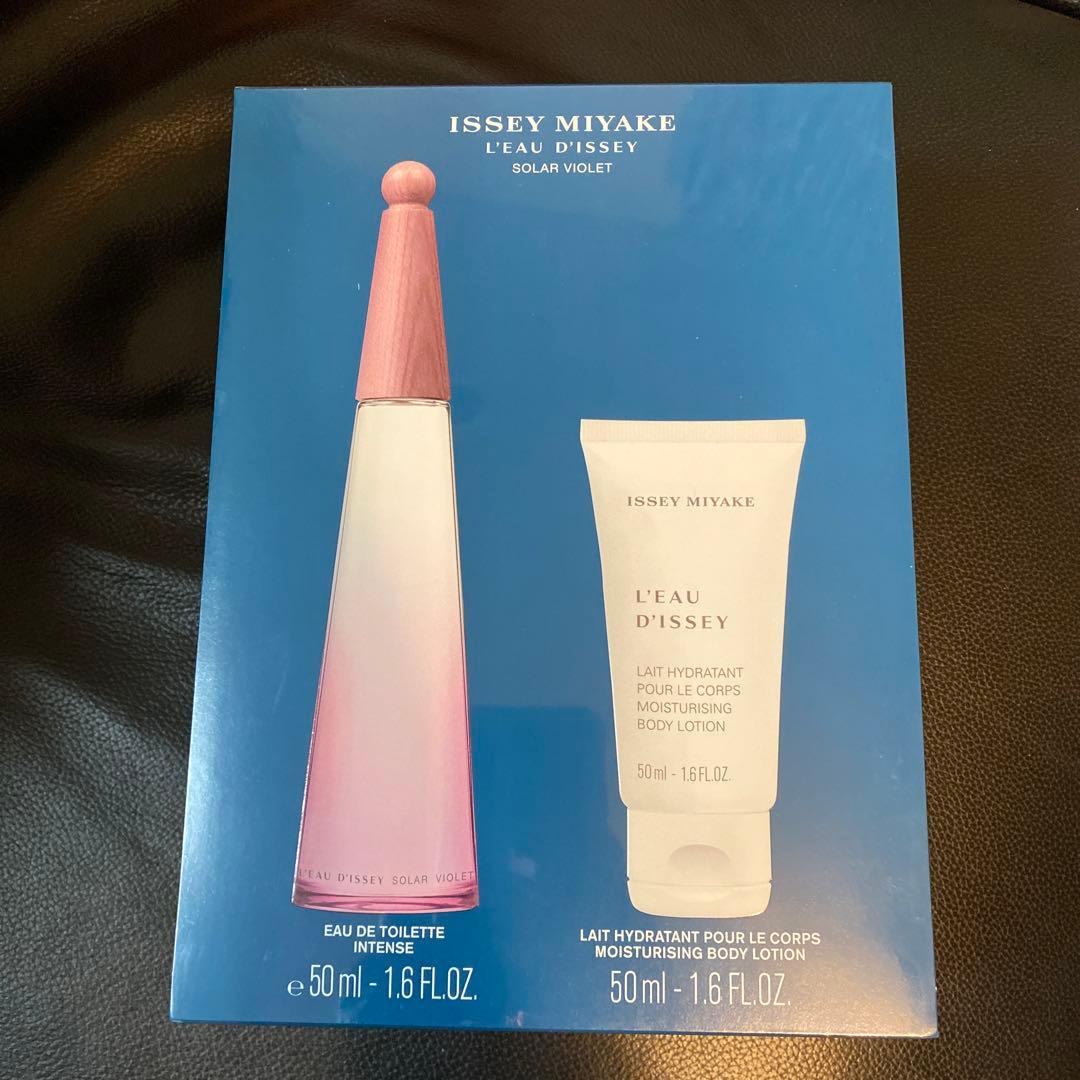 ISSEY MIYAKE
L'EAU D'ISSEY
SOLAR VIOLET
ISSEY MIYAKE
L'EAU
D'ISSEY
LAIT HYDRATANT
POUR LE CORPS
MOISTURISING
BODY LOTION
50 ml - 1.6 FL.OZ.
L'EAU D'ISSEY SOLAR VIOLET
EAU DE TOILETTE
INTENSE
℮ 50 ml - 1.6 FL.OZ.
LAIT HYDRATANT POUR LE CORPS
MOISTURISING BODY LOTION
50 ml - 1.6 FL.OZ.